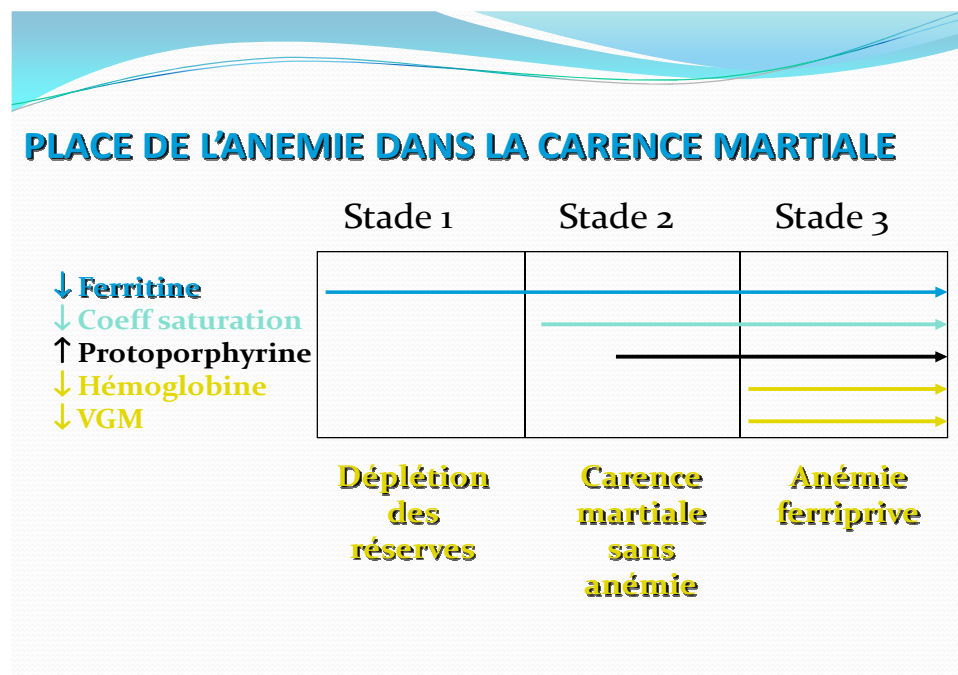 PLACE DE L’ANEMIE DANS LA CARENCE MARTIALE
Stade 1 Stade 2 Stade 3
↓ Ferritine
↓ Coeff saturation
↑ Protoporphyrine
↓ Hémoglobine
↓ VGM
Déplétion
des
réserves
Carence
martiale
sans
anémie
Anémie
ferriprive